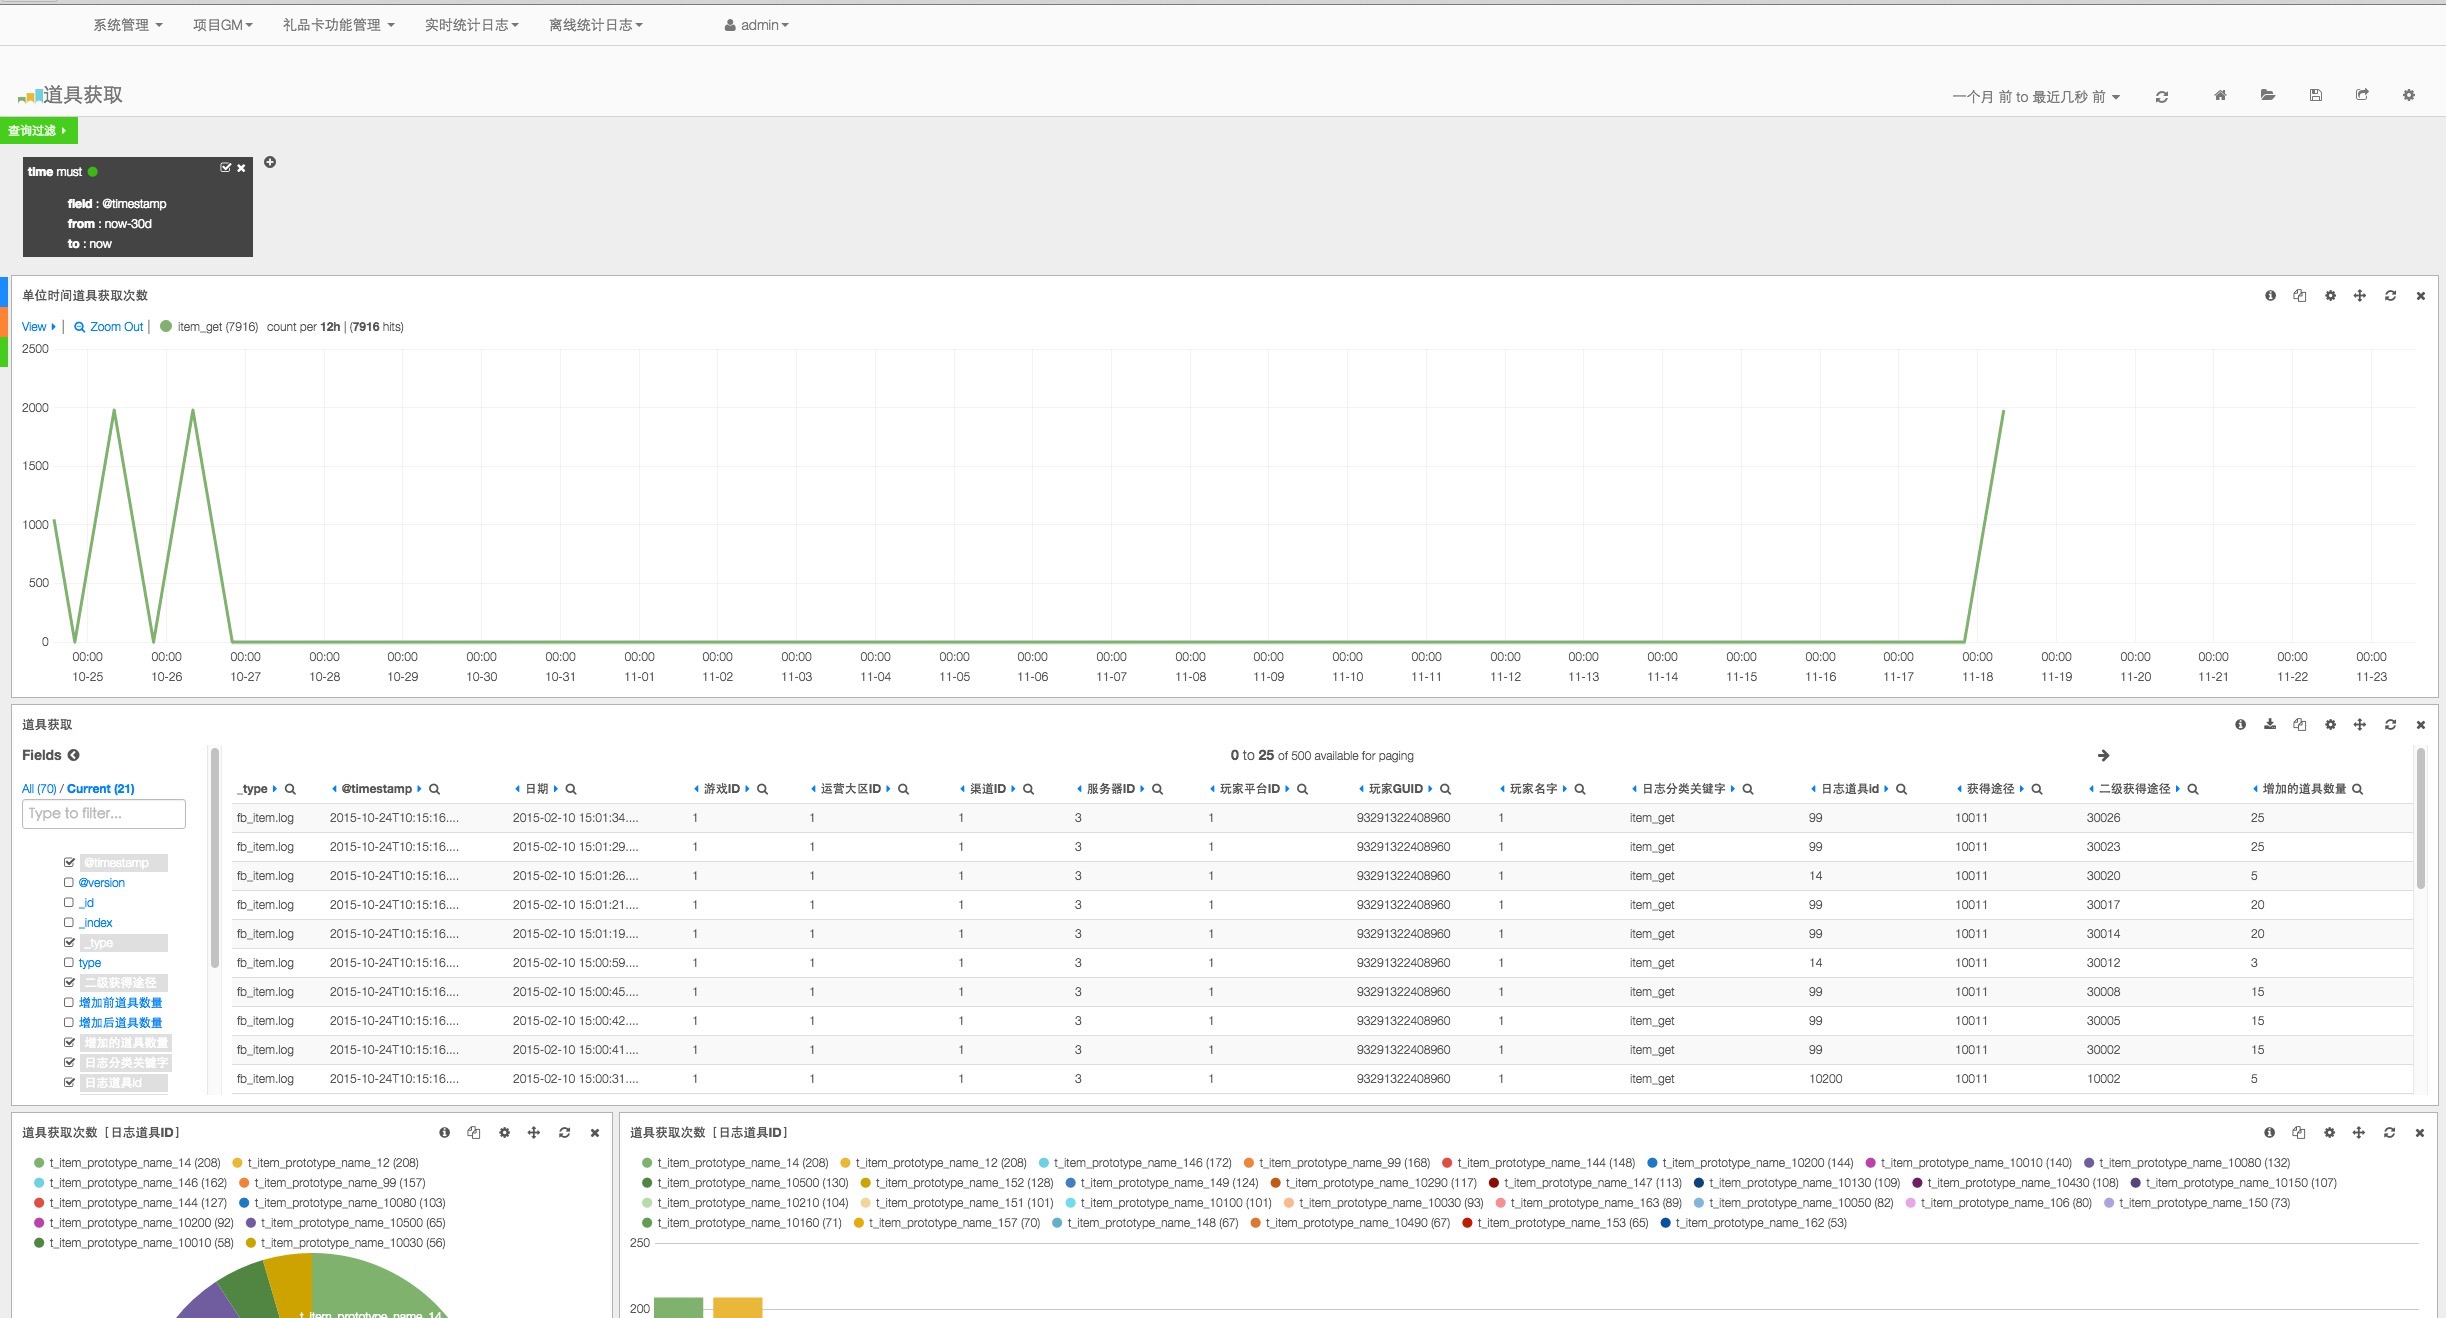 系统管理 项目GM 礼品卡功能管理 实时统计日志 离线统计日志 admin
道具获取
一个月 前 to 最近几秒 前
查询过滤
time must
field : @timestamp
from : now-30d
to : now
单位时间道具获取次数
View | Zoom Out | item_get (7916) count per 12h | (7916 hits)
2500
2000
1500
1000
500
0
00:00 00:00 00:00 00:00 00:00 00:00 00:00 00:00 00:00 00:00 00:00 00:00 00:00 00:00 00:00 00:00 00:00 00:00 00:00 00:00 00:00 00:00 00:00 00:00 00:00 00:00 00:00 00:00 00:00 00:00
10-25 10-26 10-27 10-28 10-29 10-30 10-31 11-01 11-02 11-03 11-04 11-05 11-06 11-07 11-08 11-09 11-10 11-11 11-12 11-13 11-14 11-15 11-16 11-17 11-18 11-19 11-20 11-21 11-22 11-23
道具获取
Fields
All (70) / Current (21)
Type to filter...
@timestamp
@version
_id
_index
_type
type
二级获得途径
增加前道具数量
增加后道具数量
增加的道具数量
日志分类关键字
日志道具id
0 to 25 of 500 available for paging
_type @timestamp 日期 游戏ID 运营大区ID 渠道ID 服务器ID 玩家平台ID 玩家GUID 玩家名字 日志分类关键字 日志道具id 获得途径 二级获得途径 增加的道具数量
fb_item.log 2015-10-24T10:15:16.... 2015-02-10 15:01:34.... 1 1 1 3 1 93291322408960 1 item_get 99 10011 30026 25
fb_item.log 2015-10-24T10:15:16.... 2015-02-10 15:01:29.... 1 1 1 3 1 93291322408960 1 item_get 99 10011 30023 25
fb_item.log 2015-10-24T10:15:16.... 2015-02-10 15:01:26.... 1 1 1 3 1 93291322408960 1 item_get 14 10011 30020 5
fb_item.log 2015-10-24T10:15:16.... 2015-02-10 15:01:21.... 1 1 1 3 1 93291322408960 1 item_get 99 10011 30017 20
fb_item.log 2015-10-24T10:15:16.... 2015-02-10 15:01:19.... 1 1 1 3 1 93291322408960 1 item_get 99 10011 30014 20
fb_item.log 2015-10-24T10:15:16.... 2015-02-10 15:00:59.... 1 1 1 3 1 93291322408960 1 item_get 14 10011 30012 3
fb_item.log 2015-10-24T10:15:16.... 2015-02-10 15:00:45.... 1 1 1 3 1 93291322408960 1 item_get 99 10011 30008 15
fb_item.log 2015-10-24T10:15:16.... 2015-02-10 15:00:42.... 1 1 1 3 1 93291322408960 1 item_get 99 10011 30005 15
fb_item.log 2015-10-24T10:15:16.... 2015-02-10 15:00:41.... 1 1 1 3 1 93291322408960 1 item_get 99 10011 30002 15
fb_item.log 2015-10-24T10:15:16.... 2015-02-10 15:00:31.... 1 1 1 3 1 93291322408960 1 item_get 10200 10011 10002 5
道具获取次数 [日志道具ID]
t_item_prototype_name_14 (208) t_item_prototype_name_12 (208)
t_item_prototype_name_146 (162) t_item_prototype_name_99 (157)
t_item_prototype_name_144 (127) t_item_prototype_name_10080 (103)
t_item_prototype_name_10200 (92) t_item_prototype_name_10500 (65)
t_item_prototype_name_10010 (58) t_item_prototype_name_10030 (56)
t_item_prototype_name_14
道具获取次数 [日志道具ID]
t_item_prototype_name_14 (208) t_item_prototype_name_12 (208) t_item_prototype_name_146 (172) t_item_prototype_name_99 (168) t_item_prototype_name_144 (148) t_item_prototype_name_10200 (144) t_item_prototype_name_10010 (140) t_item_prototype_name_10080 (132)
t_item_prototype_name_10500 (130) t_item_prototype_name_152 (128) t_item_prototype_name_149 (124) t_item_prototype_name_10290 (117) t_item_prototype_name_147 (113) t_item_prototype_name_10130 (109) t_item_prototype_name_10430 (108) t_item_prototype_name_10150 (107)
t_item_prototype_name_10210 (104) t_item_prototype_name_151 (101) t_item_prototype_name_10100 (101) t_item_prototype_name_10030 (93) t_item_prototype_name_163 (89) t_item_prototype_name_10050 (82) t_item_prototype_name_106 (80) t_item_prototype_name_150 (73)
t_item_prototype_name_10160 (71) t_item_prototype_name_157 (70) t_item_prototype_name_148 (67) t_item_prototype_name_10490 (67) t_item_prototype_name_153 (65) t_item_prototype_name_162 (53)
250
200